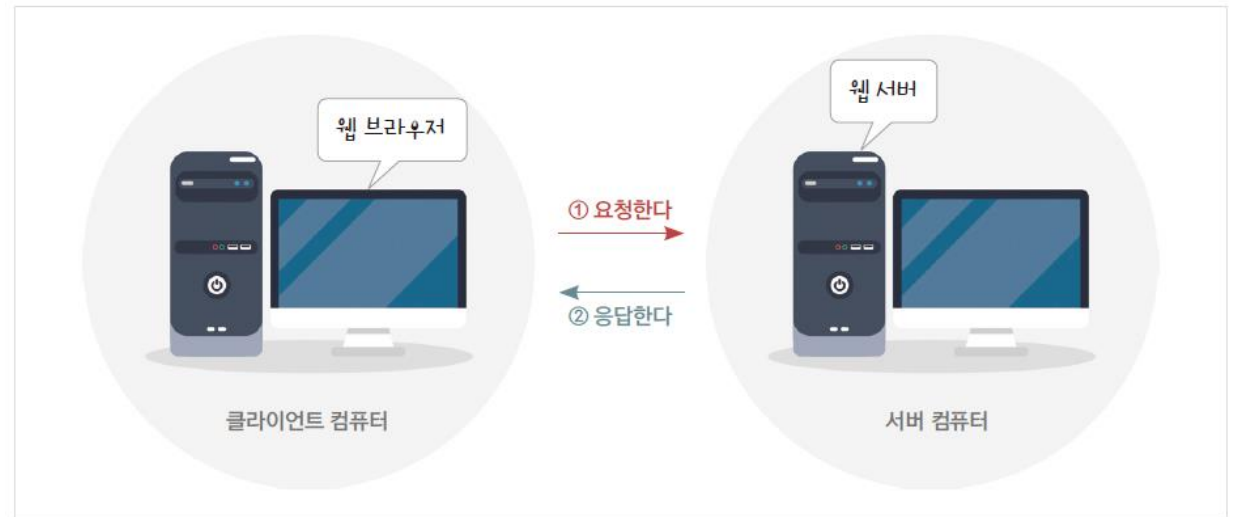 웹 브라우저
웹 서버
① 요청한다
② 응답한다
클라이언트 컴퓨터
서버 컴퓨터